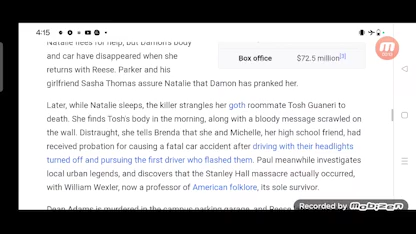 4:15
Natalie flees for help, but Damon's body
and car have disappeared when she
returns with Reese. Parker and his
girlfriend Sasha Thomas assure Natalie that Damon has pranked her.
Box office $72.5 million[3]
Later, while Natalie sleeps, the killer strangles her goth roommate Tosh Guaneri to
death. She finds Tosh's body in the morning, along with a bloody message scrawled on
the wall. Distraught, she tells Brenda that she and Michelle, her high school friend, had
received probation for causing a fatal car accident after driving with their headlights
turned off and pursuing the first driver who flashed them. Paul meanwhile investigates
local urban legends, and discovers that the Stanley Hall massacre actually occurred,
with William Wexler, now a professor of American folklore, its sole survivor.
Dean Adams is murdered in the campus parking garage, and Reese
Recorded by Mobizen